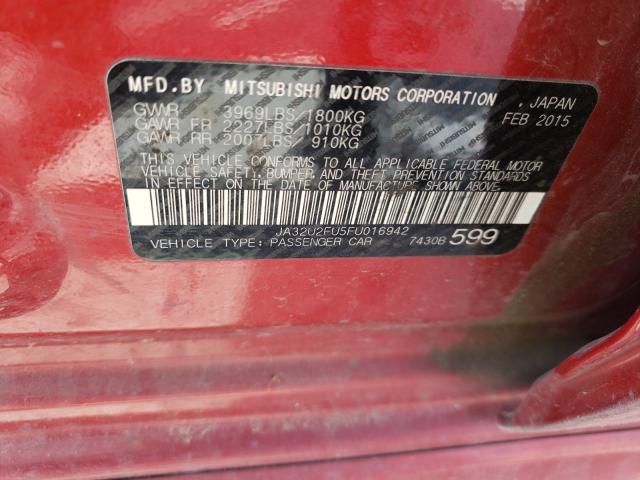 MFD.BY MITSUBISHI MOTORS CORPORATION , JAPAN
GVWR 3969LBS 1800KG FEB 2015
GAWR FR 2227LBS 1010KG
GAWR RR 2007LBS 910KG
THIS VEHICLE CONFORMS TO ALL APPLICABLE FEDERAL MOTOR
VEHICLE SAFETY, BUMPER, AND THEFT PREVENTION STANDARDS
IN EFFECT ON THE DATE OF MANUFACTURE SHOWN ABOVE.
JA32U2FU5FU016942
VEHICLE TYPE: PASSENGER CAR 7430B 599